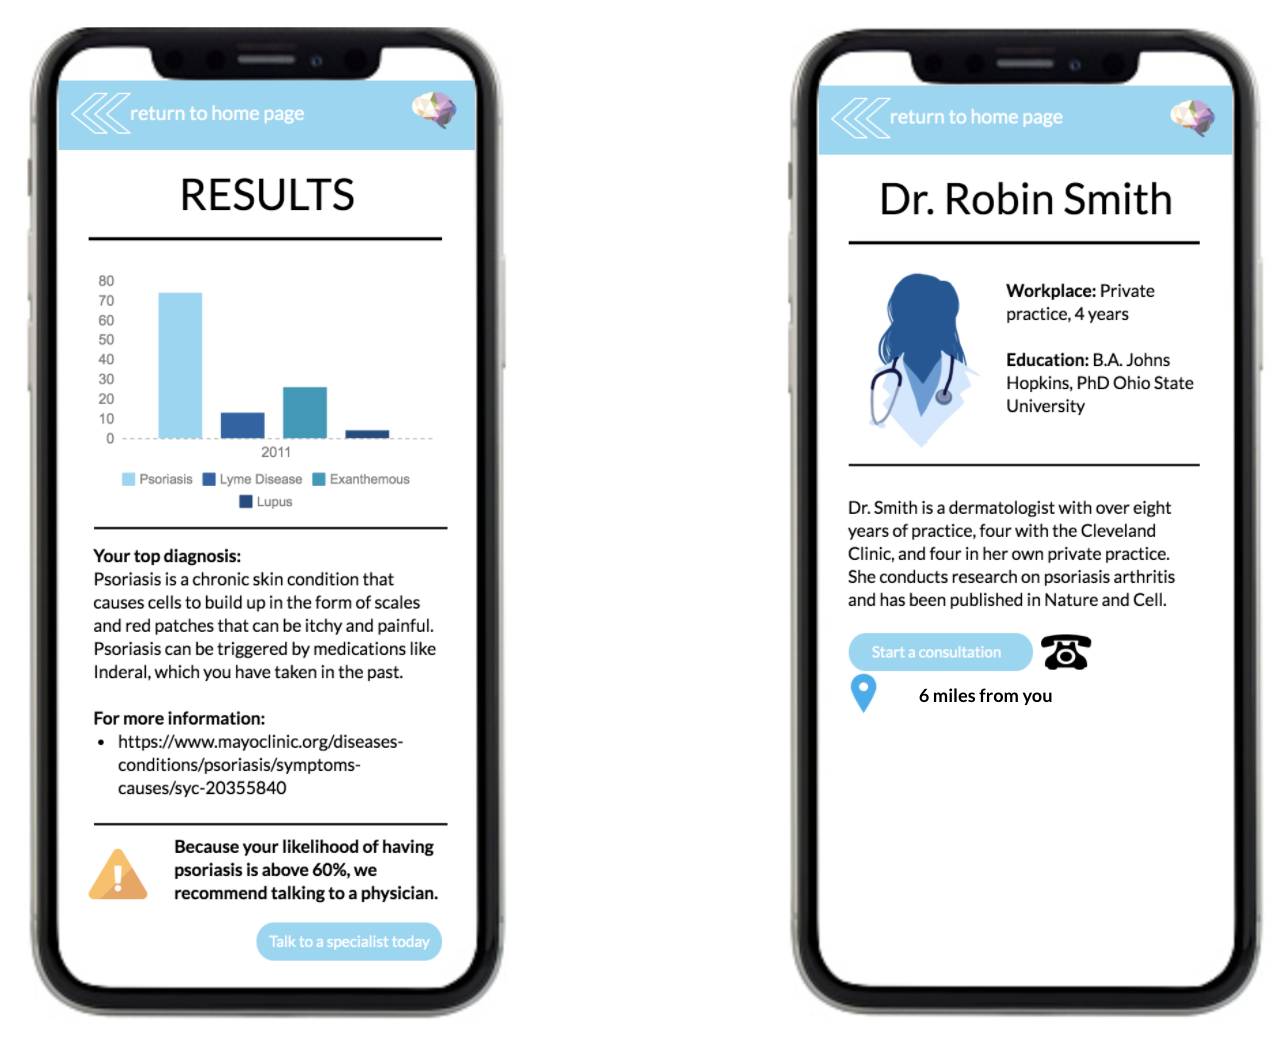 return to home page
RESULTS
80
70
60
50
40
30
20
10
0
2011
Psoriasis Lyme Disease Exanthemous
Lupus
Your top diagnosis:
Psoriasis is a chronic skin condition that
causes cells to build up in the form of scales
and red patches that can be itchy and painful.
Psoriasis can be triggered by medications like
Inderal, which you have taken in the past.
For more information:
• https://www.mayoclinic.org/diseases-
conditions/psoriasis/symptoms-
causes/syc-20355840
Because your likelihood of having
psoriasis is above 60%, we
recommend talking to a physician.
Talk to a specialist today
return to home page
Dr. Robin Smith
Workplace: Private
practice, 4 years
Education: B.A. Johns
Hopkins, PhD Ohio State
University
Dr. Smith is a dermatologist with over eight
years of practice, four with the Cleveland
Clinic, and four in her own private practice.
She conducts research on psoriasis arthritis
and has been published in Nature and Cell.
Start a consultation
6 miles from you